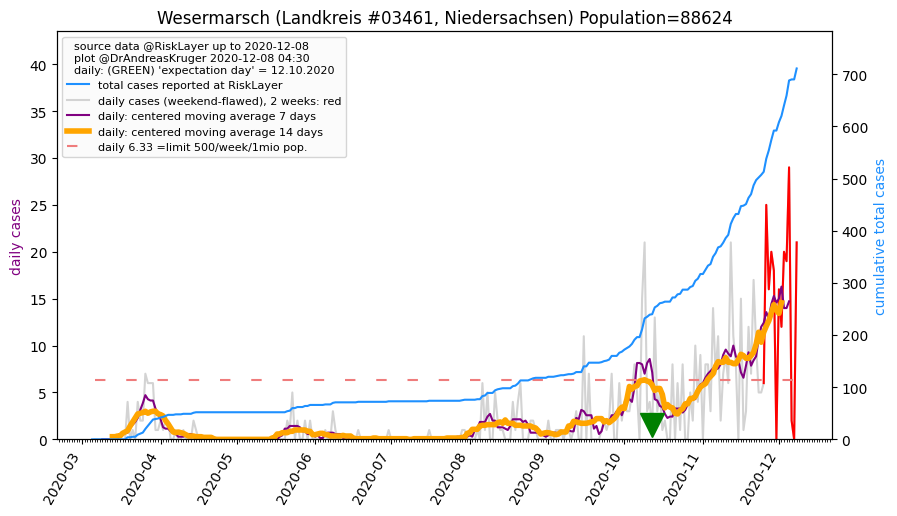 Wesermarsch (Landkreis #03461, Niedersachsen) Population=88624
source data @RiskLayer up to 2020-12-08
plot @DrAndreasKruger 2020-12-08 04:30
daily: (GREEN) 'expectation day' = 12.10.2020
total cases reported at RiskLayer
daily cases (weekend-flawed), 2 weeks: red
daily: centered moving average 7 days
daily: centered moving average 14 days
daily 6.33 =limit 500/week/1mio pop.
daily cases
40
35
30
25
20
15
10
5
0
700
600
500
400
300
200
100
0
cumulative total cases
2020-03
2020-04
2020-05
2020-06
2020-07
2020-08
2020-09
2020-10
2020-11
2020-12